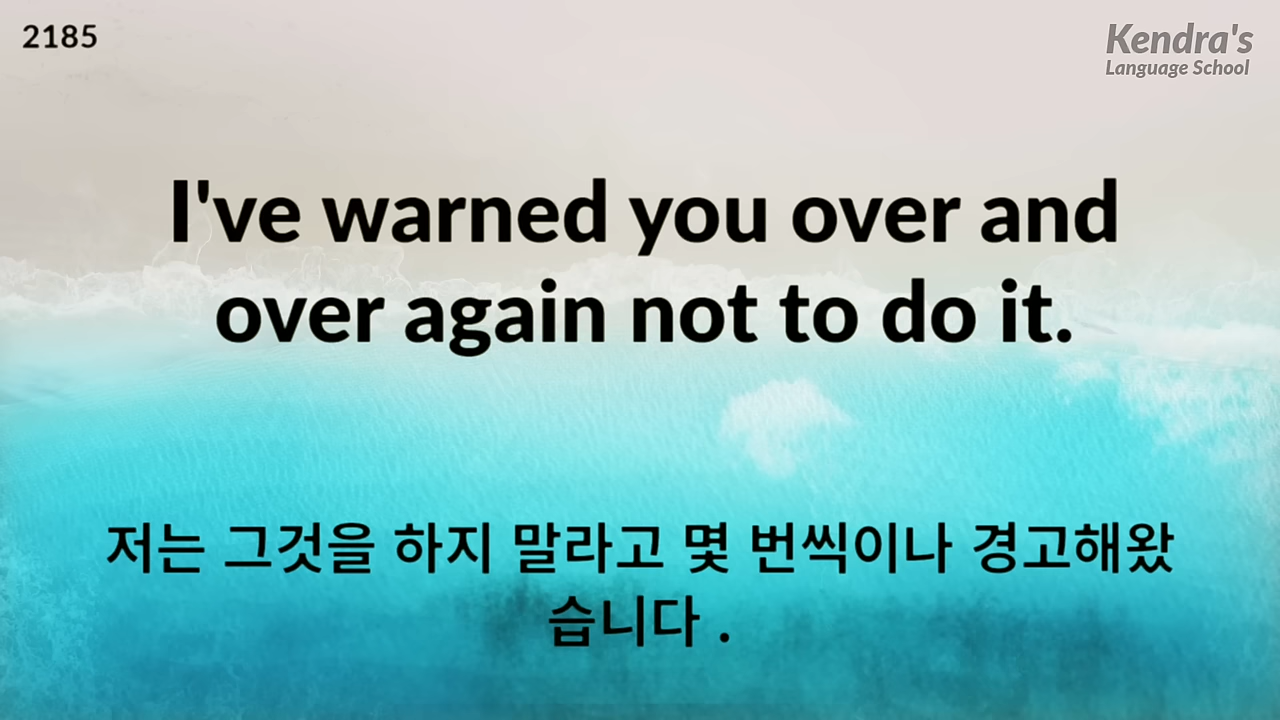 2185
Kendra's
Language School
I've warned you over and
over again not to do it.
저는 그것을 하지 말라고 몇 번씩이나 경고해왔
습니다 .